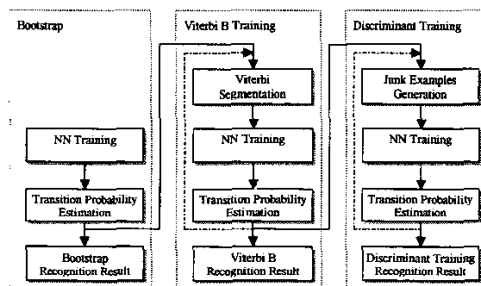 Bootstrap
NN Training
Transition Probability
Estimation
Bootstrap
Recognition Result
Viterbi B Training
Viterbi
Segmentation
NN Training
Transition Probability
Estimation
Viterbi B
Recognition Result
Discriminant Training
Junk Examples
Generation
NN Training
Transition Probability
Estimation
Discriminant Training
Recognition Result